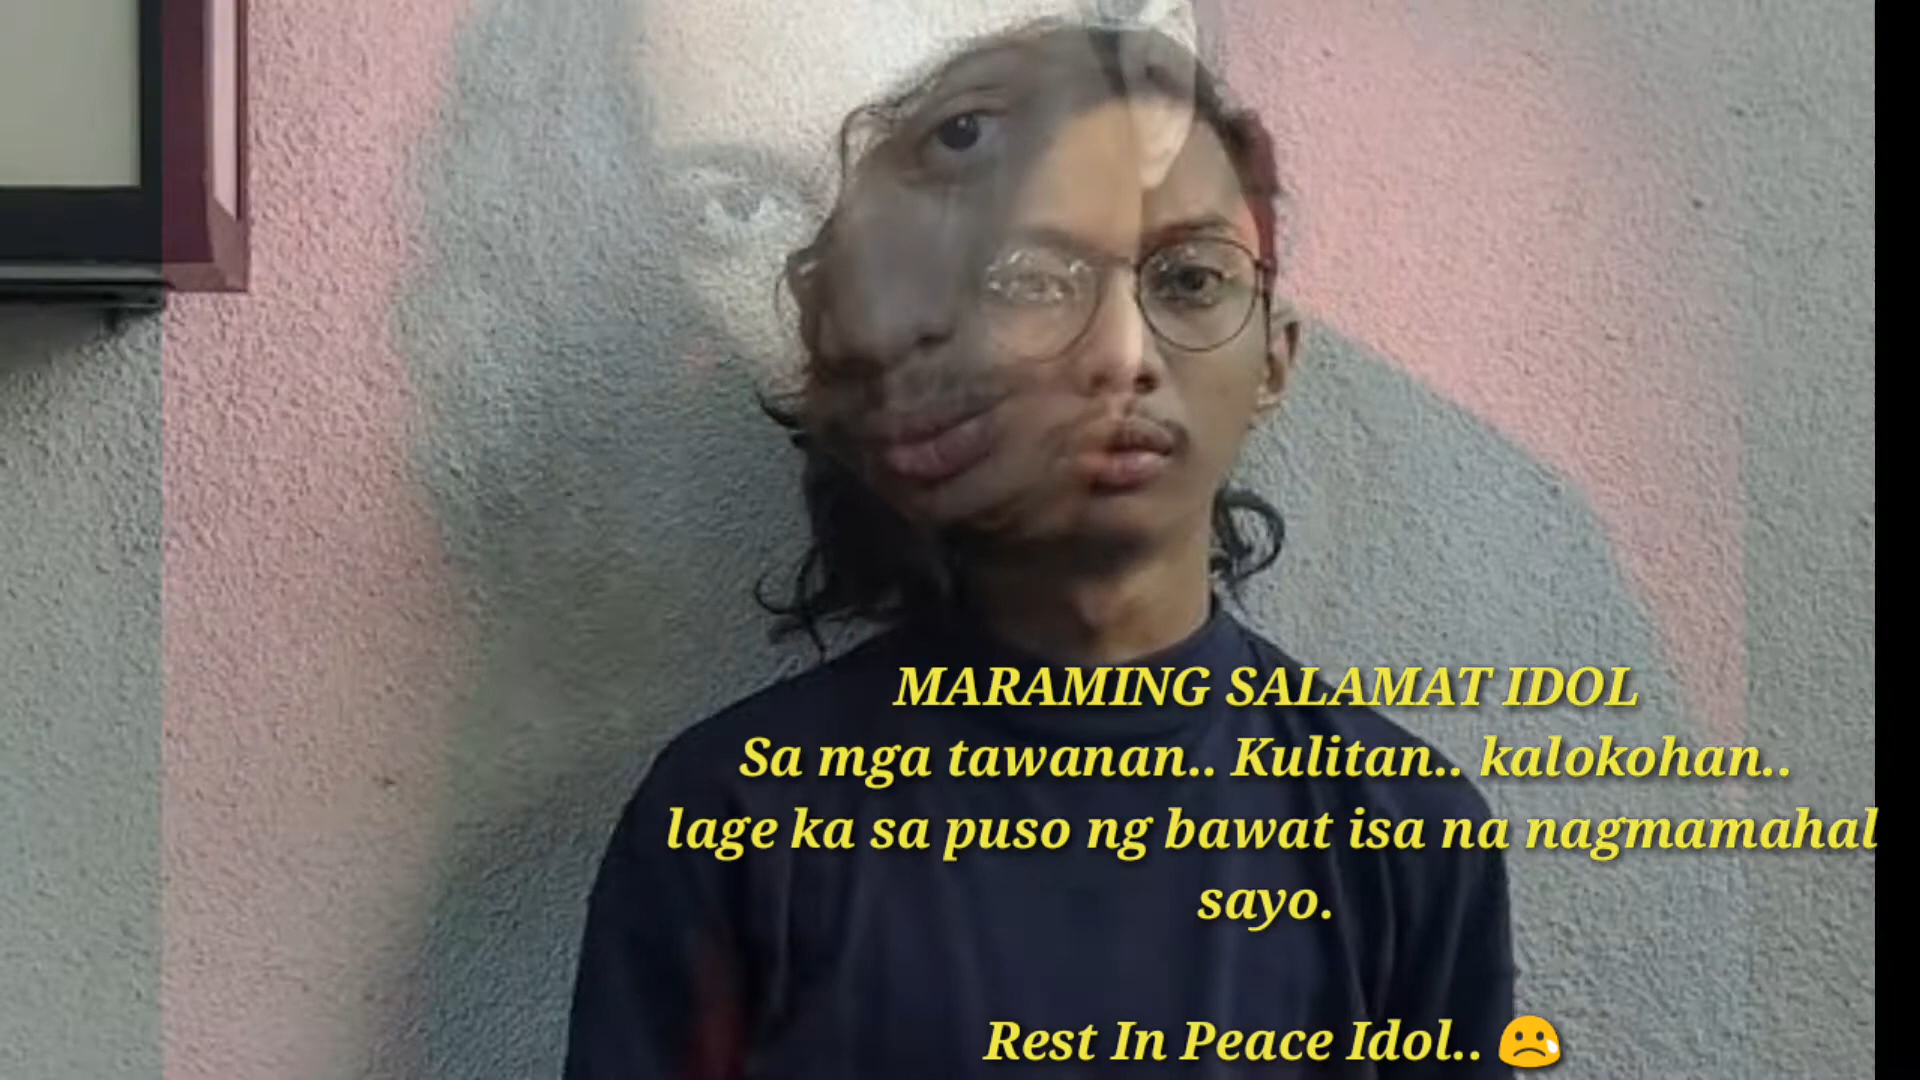 MARAMING SALAMAT IDOL
Sa mga tawanan.. Kulitan.. kalokohan..
lage ka sa puso ng bawat isa na nagmamahal
sayo.
Rest In Peace Idol.. 😢